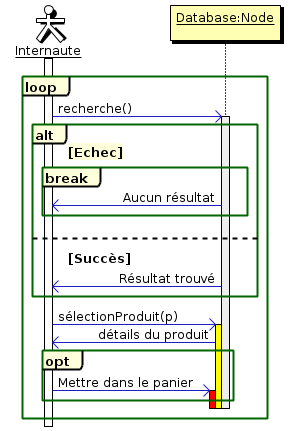 Database:Node
Internaute
loop
recherche()
alt
[Echec]
break
Aucun résultat
[Succès]
Résultat trouvé
sélectionProduit(p)
détails du produit
opt
Mettre dans le panier